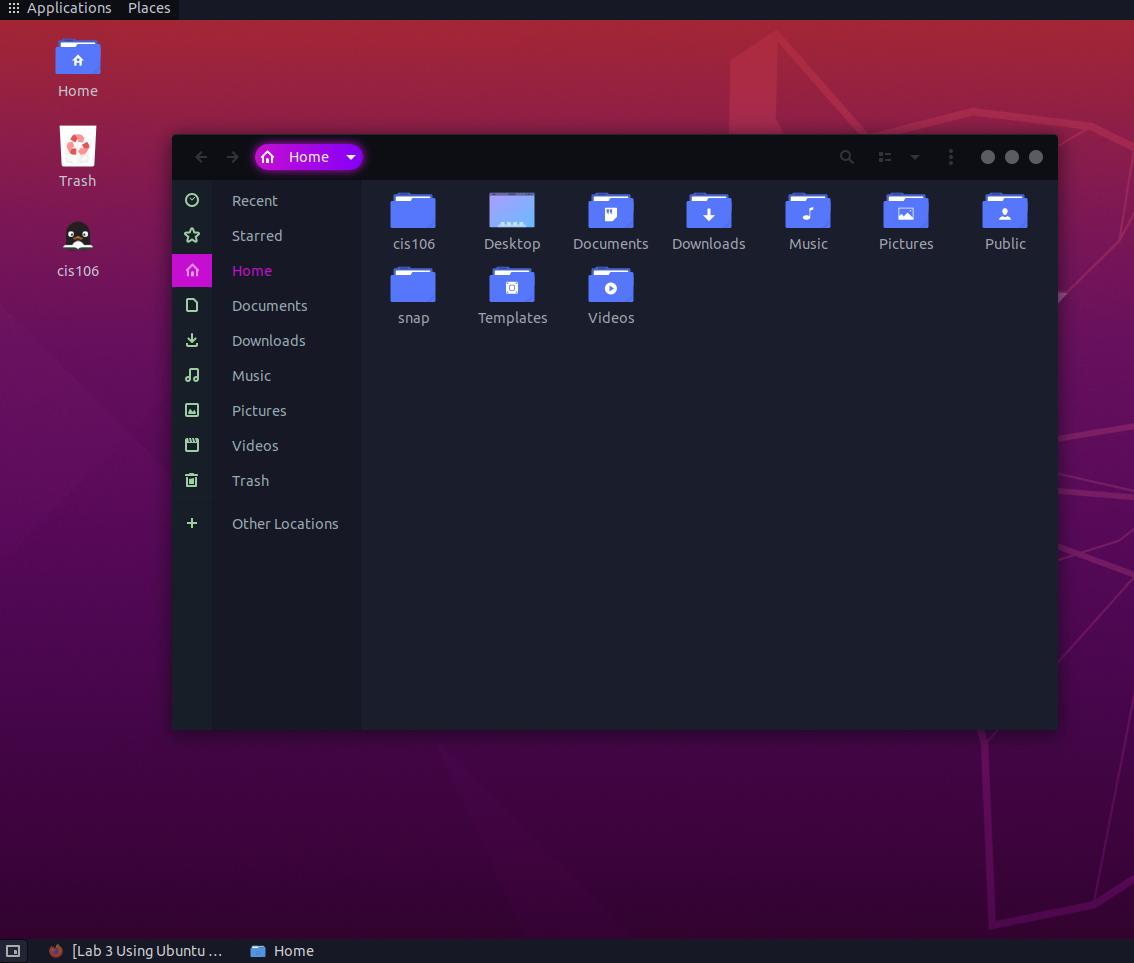 Applications Places
Home
Trash
cis106
Home
Recent
Starred
Home
Documents
Downloads
Music
Pictures
Videos
Trash
Other Locations
cis106 Desktop Documents Downloads Music Pictures Public
snap Templates Videos
[Lab 3 Using Ubuntu ... Home